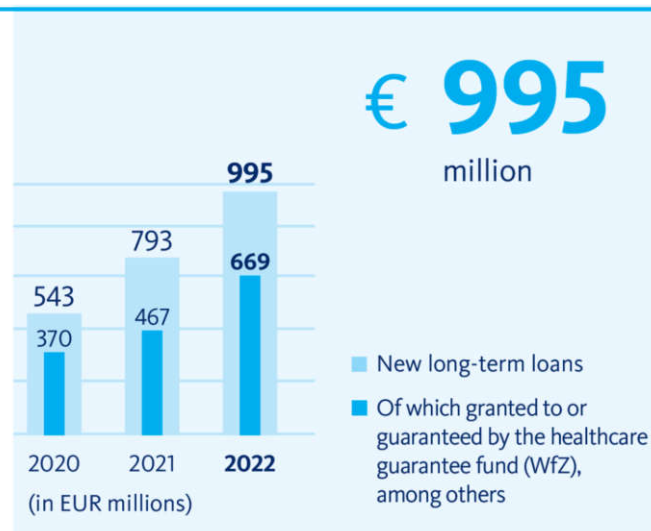 € 995
million
995
793
669
543
467
370
New long-term loans
Of which granted to or
guaranteed by the healthcare
guarantee fund (WfZ),
among others
2020 2021 2022
(in EUR millions)